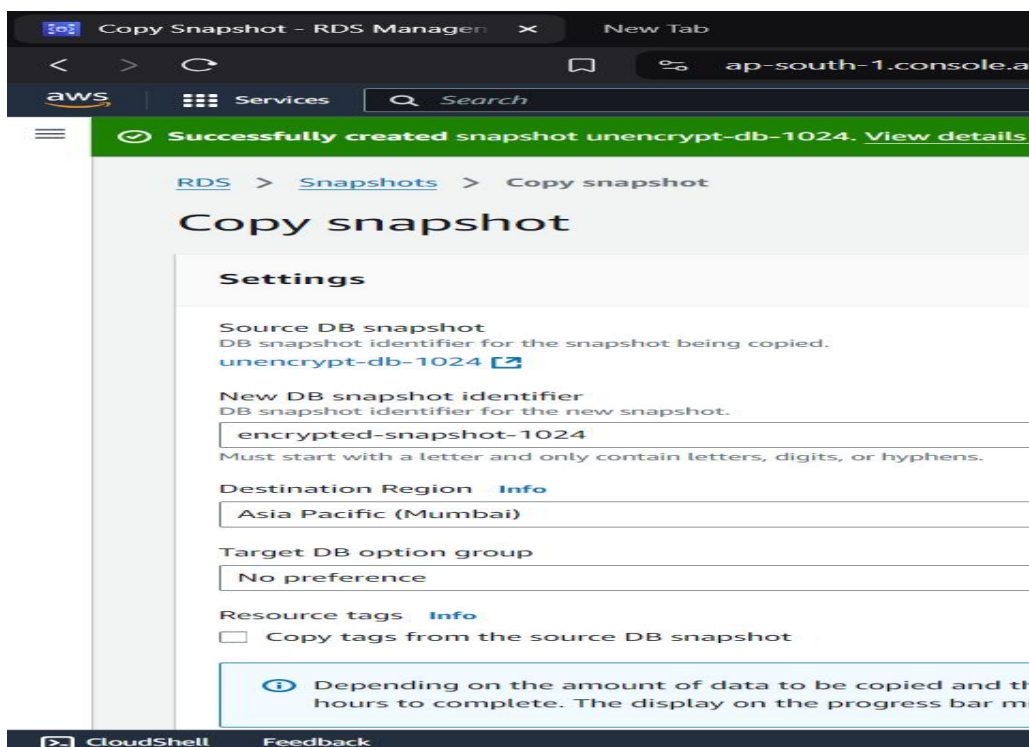 Copy Snapshot - RDS Managem
New Tab
ap-south-1.console.a
aws
Services
Search
Successfully created snapshot unencrypt-db-1024. View details
RDS > Snapshots > Copy snapshot
Copy snapshot
Settings
Source DB snapshot
DB snapshot identifier for the snapshot being copied.
unencrypt-db-1024
New DB snapshot identifier
DB snapshot identifier for the new snapshot.
encrypted-snapshot-1024
Must start with a letter and only contain letters, digits, or hyphens.
Destination Region Info
Asia Pacific (Mumbai)
Target DB option group
No preference
Resource tags Info
Copy tags from the source DB snapshot
Depending on the amount of data to be copied and th
hours to complete. The display on the progress bar mi
CloudShell Feedback